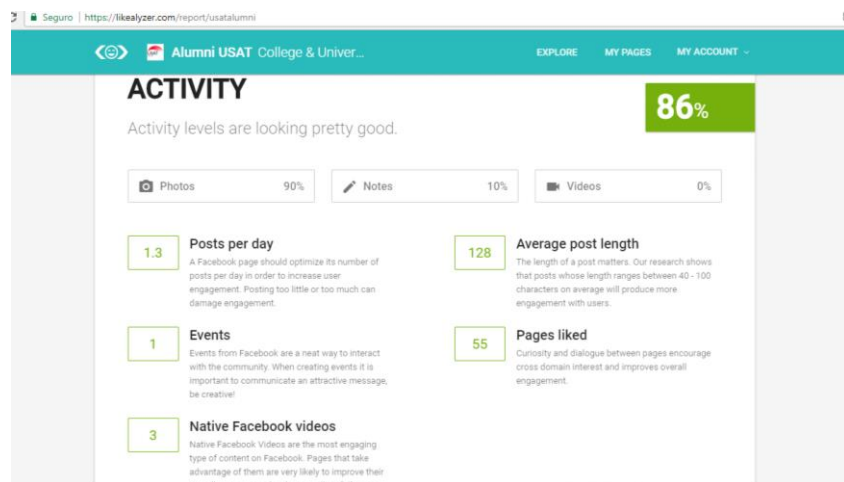 Seguro | https://likealyzer.com/report/usatalumni
Alumni USAT College & Univer... EXPLORE MY PAGES MY ACCOUNT
ACTIVITY
86%
Activity levels are looking pretty good.
Photos 90% Notes 10% Videos 0%
1.3 Posts per day
A Facebook page should optimize its number of
posts per day in order to increase user
engagement. Posting too little or too much can
damage engagement.
128 Average post length
The length of a post matters. Our research shows
that posts whose length ranges between 40 - 100
characters on average will produce more
engagement with users.
1 Events
Events from Facebook are a neat way to interact
with the community. When creating events it is
important to communicate an attractive message,
be creative!
55 Pages liked
Curiosity and dialogue between pages encourage
cross domain interest and improves overall
engagement.
3 Native Facebook videos
Native Facebook Videos are the most engaging
type of content on Facebook. Pages that take
advantage of them are very likely to improve their